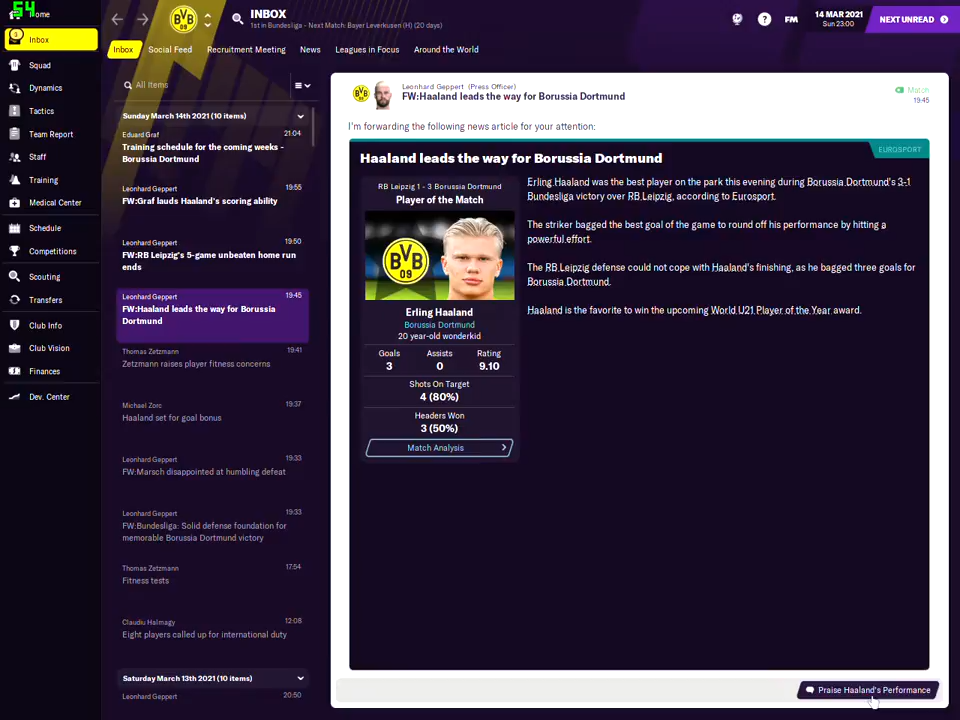 54
Home
Inbox
Squad
Dynamics
Tactics
Team Report
Staff
Training
Medical Center
Schedule
Competitions
Scouting
Transfers
Club Info
Club Vision
Finances
Dev. Center
BVB
09
INBOX
1st in Bundesliga - Next Match: Bayer Leverkusen (H) (20 days)
?
FM
14 MAR 2021
Sun 23:00
NEXT UNREAD
Inbox
Social Feed
Recruitment Meeting
News
Leagues in Focus
Around the World
All Items
Sunday March 14th 2021 (10 items)
Eduard Graf 21:04
Training schedule for the coming weeks -
Borussia Dortmund
Leonhard Geppert 19:55
FW:Graf lauds Haaland's scoring ability
Leonhard Geppert 19:50
FW:RB Leipzig's 5-game unbeaten home run
ends
Leonhard Geppert 19:45
FW:Haaland leads the way for Borussia
Dortmund
Thomas Zetzmann 19:41
Zetzmann raises player fitness concerns
Michael Zorc 19:37
Haaland set for goal bonus
Leonhard Geppert 19:33
FW:Marsch disappointed at humbling defeat
Leonhard Geppert 19:33
FW:Bundesliga: Solid defense foundation for
memorable Borussia Dortmund victory
Thomas Zetzmann 17:54
Fitness tests
Claudiu Halmagy 12:08
Eight players called up for international duty
Saturday March 13th 2021 (10 items)
Leonhard Geppert 20:50
BVB
09
Leonhard Geppert (Press Officer)
FW:Haaland leads the way for Borussia Dortmund
Match
19:45
I'm forwarding the following news article for your attention:
Haaland leads the way for Borussia Dortmund
EUROSPORT
RB Leipzig 1 - 3 Borussia Dortmund
Player of the Match
BVB
09
Erling Haaland
Borussia Dortmund
20 year-old wonderkid
Goals Assists Rating
3 0 9.10
Shots On Target
4 (80%)
Headers Won
3 (50%)
Match Analysis
Erling Haaland was the best player on the park this evening during Borussia Dortmund's 3-1
Bundesliga victory over RB Leipzig, according to Eurosport.
The striker bagged the best goal of the game to round off his performance by hitting a
powerful effort.
The RB Leipzig defense could not cope with Haaland's finishing, as he bagged three goals for
Borussia Dortmund.
Haaland is the favorite to win the upcoming World U21 Player of the Year award.
Praise Haaland's Performance